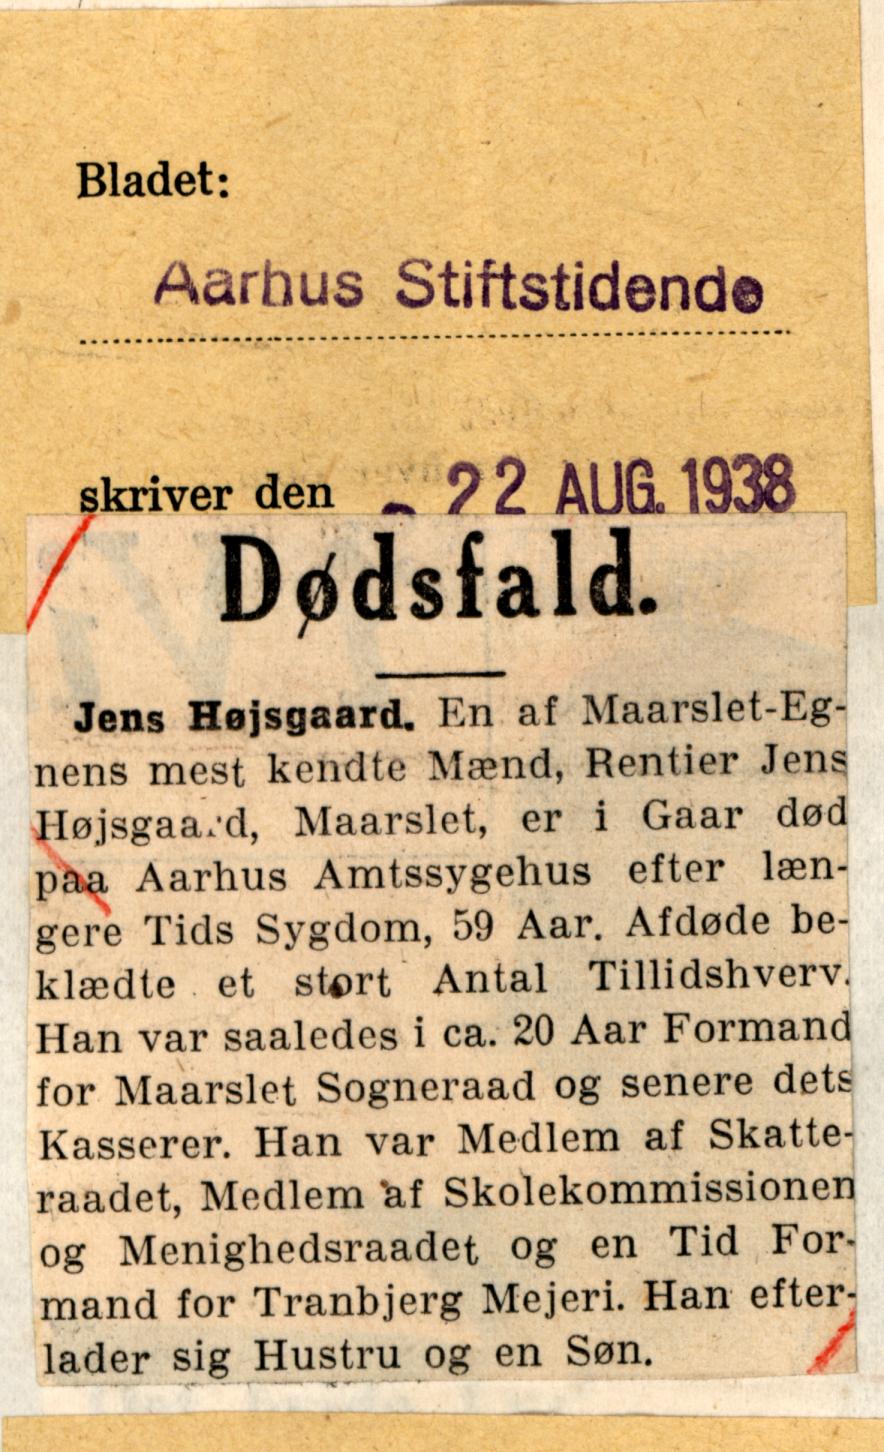 Bladet:
Aarhus Stiftstidende
skriver den - 22 AUG. 1938
Dødsfald.
Jens Højsgaard. En af Maarslet-Eg-
nens mest kendte Mænd, Rentier Jens
Højsgaard, Maarslet, er i Gaar død
paa Aarhus Amtssygehus efter læn-
gere Tids Sygdom, 59 Aar. Afdøde be-
klædte et stort Antal Tillidshverv.
Han var saaledes i ca. 20 Aar Formand
for Maarslet Sogneraad og senere dets
Kasserer. Han var Medlem af Skatte-
raadet, Medlem af Skolekommissionen
og Menighedsraadet og en Tid For-
mand for Tranbjerg Mejeri. Han efter-
lader sig Hustru og en Søn.